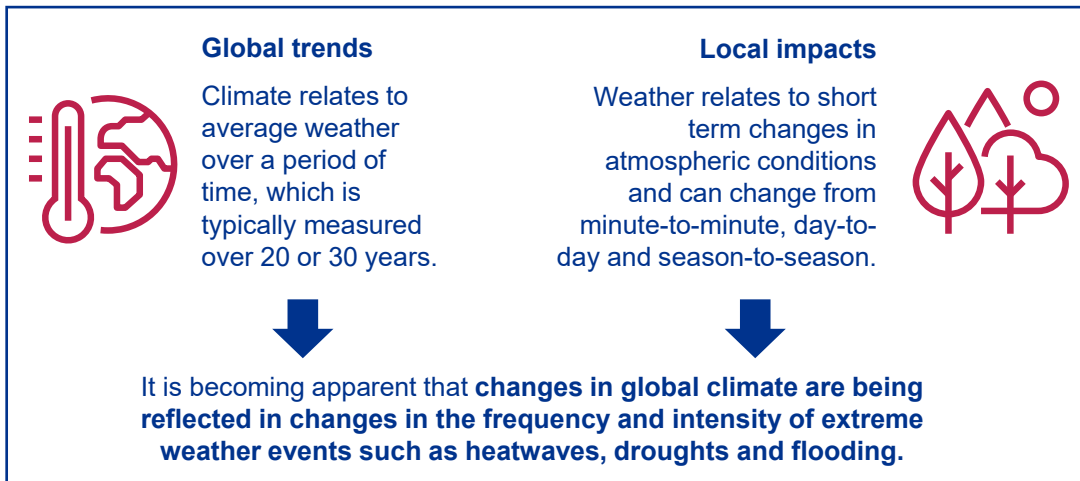 Global trends
Climate relates to
average weather
over a period of
time, which is
typically measured
over 20 or 30 years.
Local impacts
Weather relates to short
term changes in
atmospheric conditions
and can change from
minute-to-minute, day-to-
day and season-to-season.
It is becoming apparent that changes in global climate are being
reflected in changes in the frequency and intensity of extreme
weather events such as heatwaves, droughts and flooding.